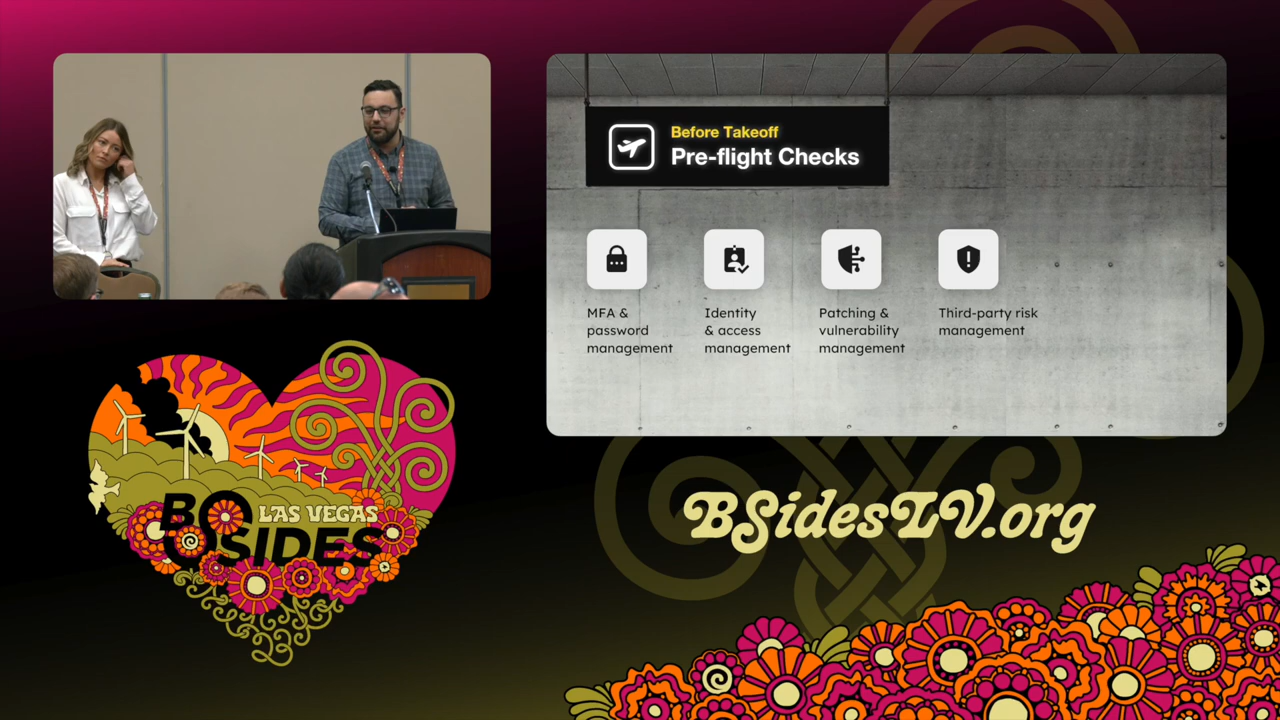 Before Takeoff
Pre-flight Checks
MFA &
password
management
Identity
& access
management
Patching &
vulnerability
management
Third-party risk
management
LAS VEGAS
BSIDES
BSidesLV.org